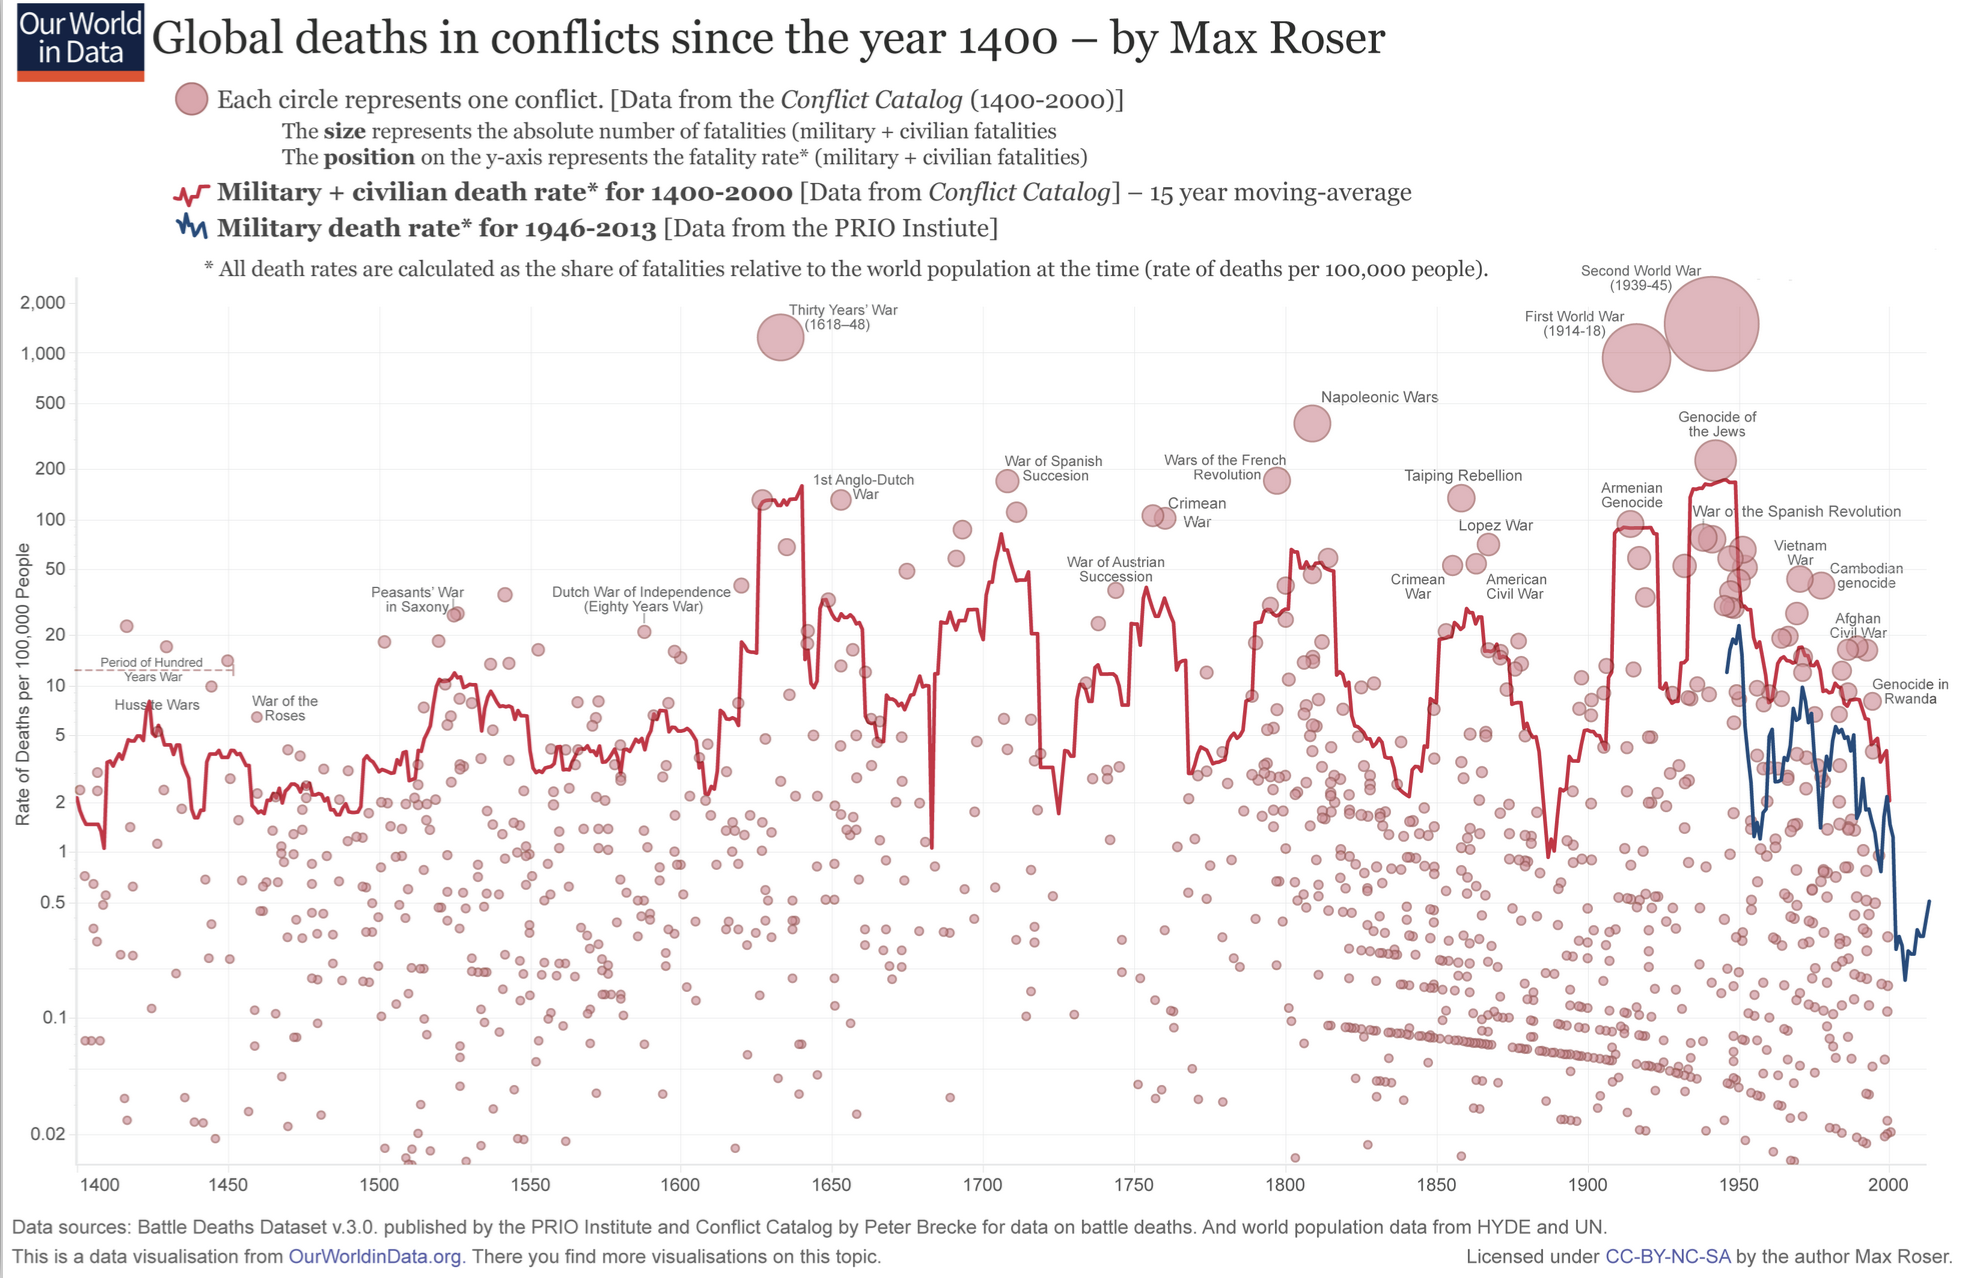 Our World
in Data
Global deaths in conflicts since the year 1400 – by Max Roser
Each circle represents one conflict. [Data from the Conflict Catalog (1400-2000)]
The size represents the absolute number of fatalities (military + civilian fatalities
The position on the y-axis represents the fatality rate* (military + civilian fatalities)
Military + civilian death rate* for 1400-2000 [Data from Conflict Catalog] – 15 year moving-average
Military death rate* for 1946-2013 [Data from the PRIO Instiute]
* All death rates are calculated as the share of fatalities relative to the world population at the time (rate of deaths per 100,000 people).
Rate of Deaths per 100,000 People
2,000
1,000
500
200
100
50
20
10
5
2
1
0.5
0.1
0.02
Period of Hundred
Years War
Hussite Wars
War of the
Roses
Peasants' War
in Saxony
Dutch War of Independence
(Eighty Years War)
Thirty Years' War
(1618–48)
1st Anglo-Dutch
War
War of Spanish
Succesion
War of Austrian
Succession
Crimean
War
Wars of the French
Revolution
Napoleonic Wars
Taiping Rebellion
Lopez War
Crimean
War
American
Civil War
First World War
(1914-18)
Second World War
(1939-45)
Genocide of
the Jews
Armenian
Genocide
War of the Spanish Revolution
Vietnam
War
Cambodian
genocide
Afghan
Civil War
Genocide in
Rwanda
1400
1450
1500
1550
1600
1650
1700
1750
1800
1850
1900
1950
2000
Data sources: Battle Deaths Dataset v.3.0. published by the PRIO Institute and Conflict Catalog by Peter Brecke for data on battle deaths. And world population data from HYDE and UN.
This is a data visualisation from OurWorldinData.org. There you find more visualisations on this topic.
Licensed under CC-BY-NC-SA by the author Max Roser.